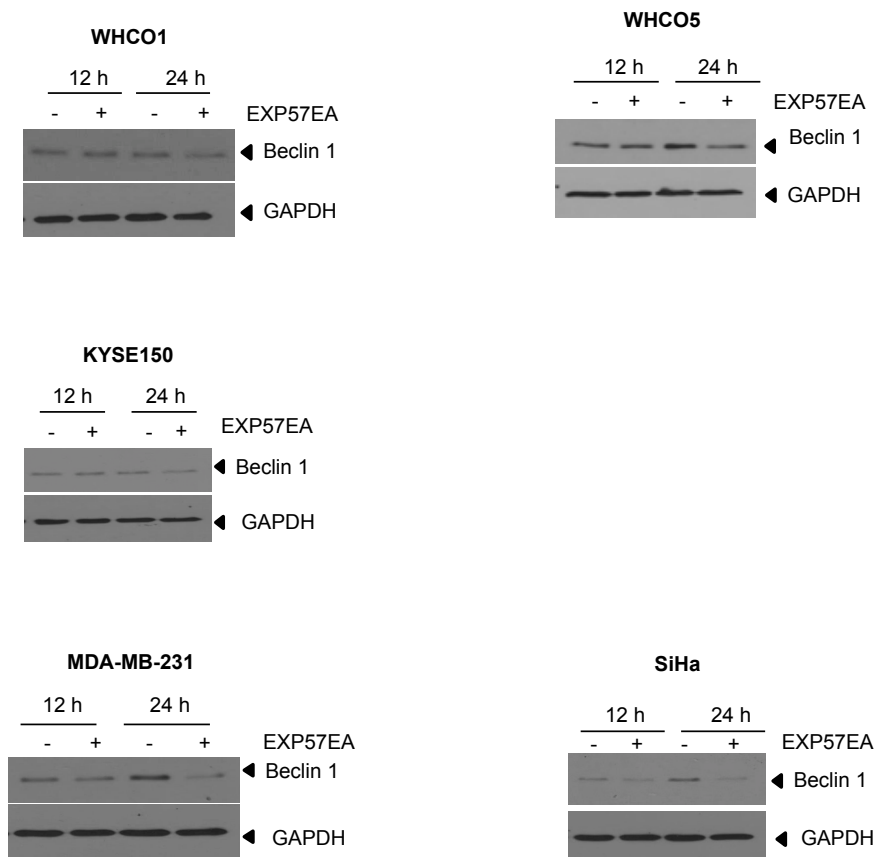 WHCO1
12 h 24 h
- + - + EXP57EA
Beclin 1
GAPDH
WHCO5
12 h 24 h
- + - + EXP57EA
Beclin 1
GAPDH
KYSE150
12 h 24 h
- + - + EXP57EA
Beclin 1
GAPDH
MDA-MB-231
12 h 24 h
- + - + EXP57EA
Beclin 1
GAPDH
SiHa
12 h 24 h
- + - + EXP57EA
Beclin 1
GAPDH